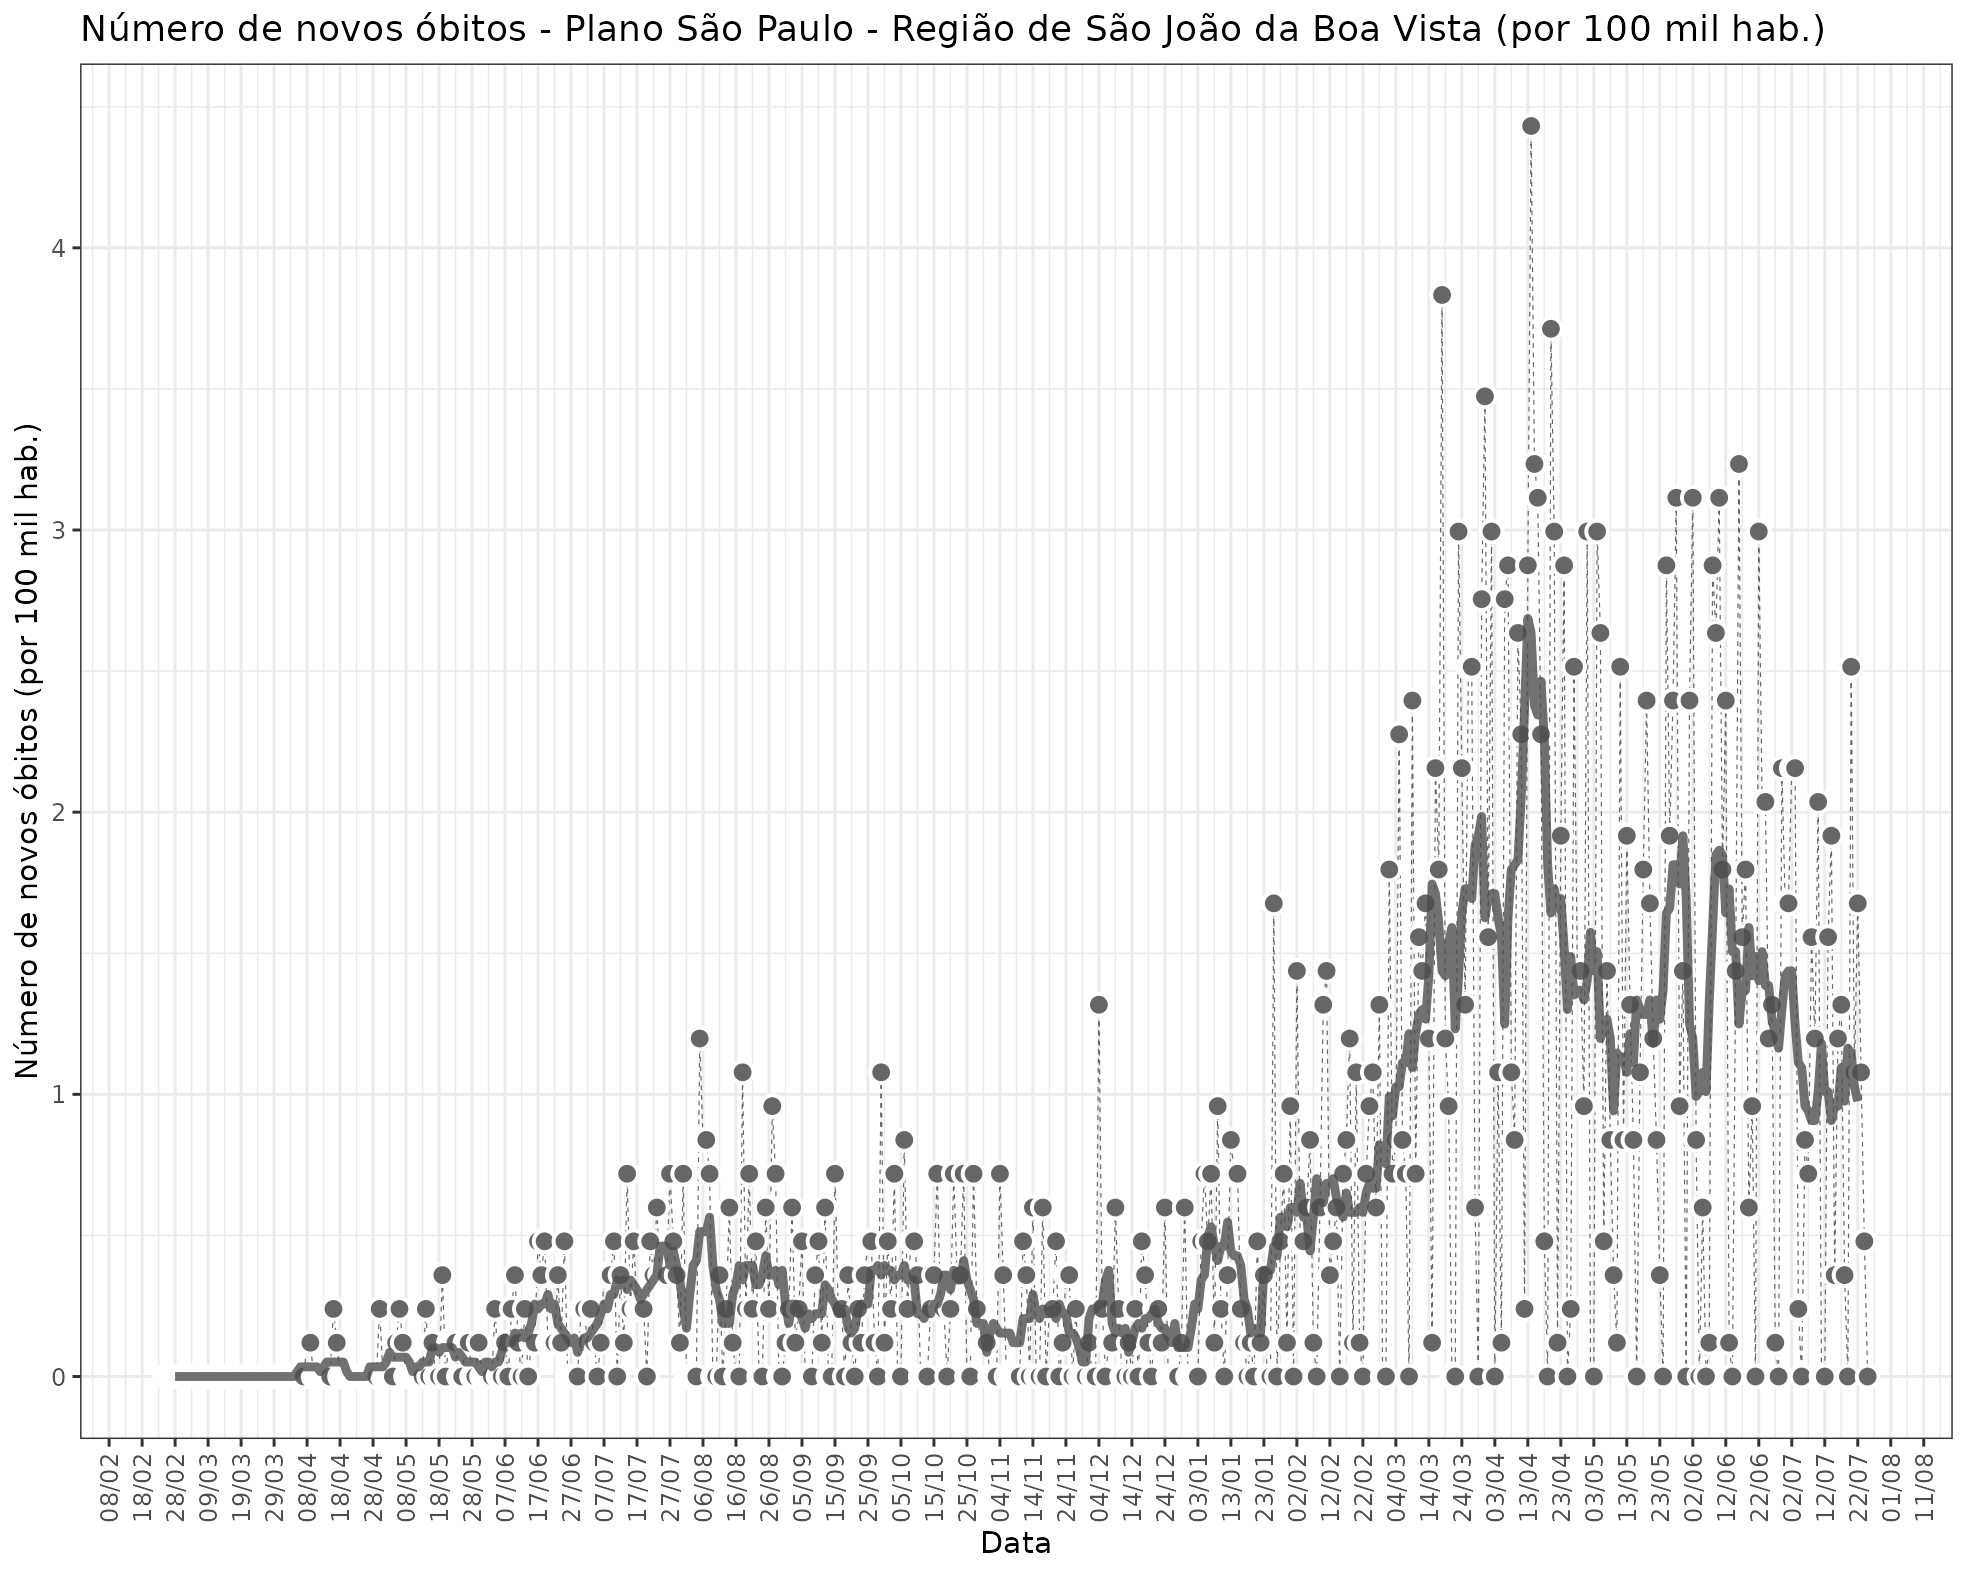 Número de novos óbitos - Plano São Paulo - Região de São João da Boa Vista (por 100 mil hab.)
Número de novos óbitos (por 100 mil hab.)
4
3
2
1
0
08/02 18/02 28/02 09/03 19/03 29/03 08/04 18/04 28/04 08/05 18/05 28/05 07/06 17/06 27/06 07/07 17/07 27/07 06/08 16/08 26/08 05/09 15/09 25/09 05/10 15/10 25/10 04/11 14/11 24/11 04/12 14/12 24/12 03/01 13/01 23/01 02/02 12/02 22/02 04/03 14/03 24/03 03/04 13/04 23/04 03/05 13/05 23/05 02/06 12/06 22/06 02/07 12/07 22/07 01/08 11/08
Data